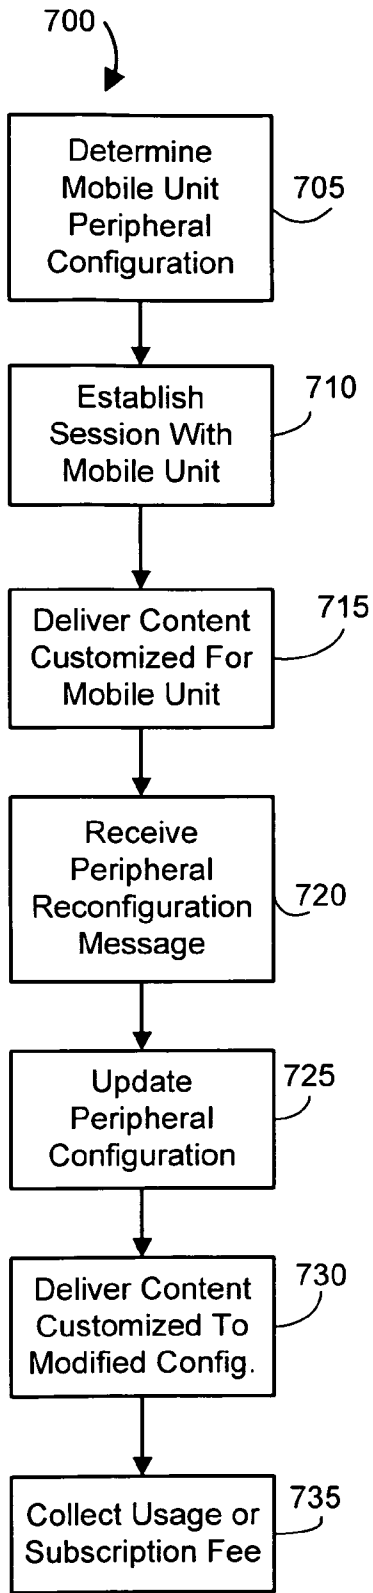 700
Determine
Mobile Unit
Peripheral
Configuration
705
Establish
Session With
Mobile Unit
710
Deliver Content
Customized For
Mobile Unit
715
Receive
Peripheral
Reconfiguration
Message
720
Update
Peripheral
Configuration
725
Deliver Content
Customized To
Modified Config.
730
Collect Usage or
Subscription Fee
735